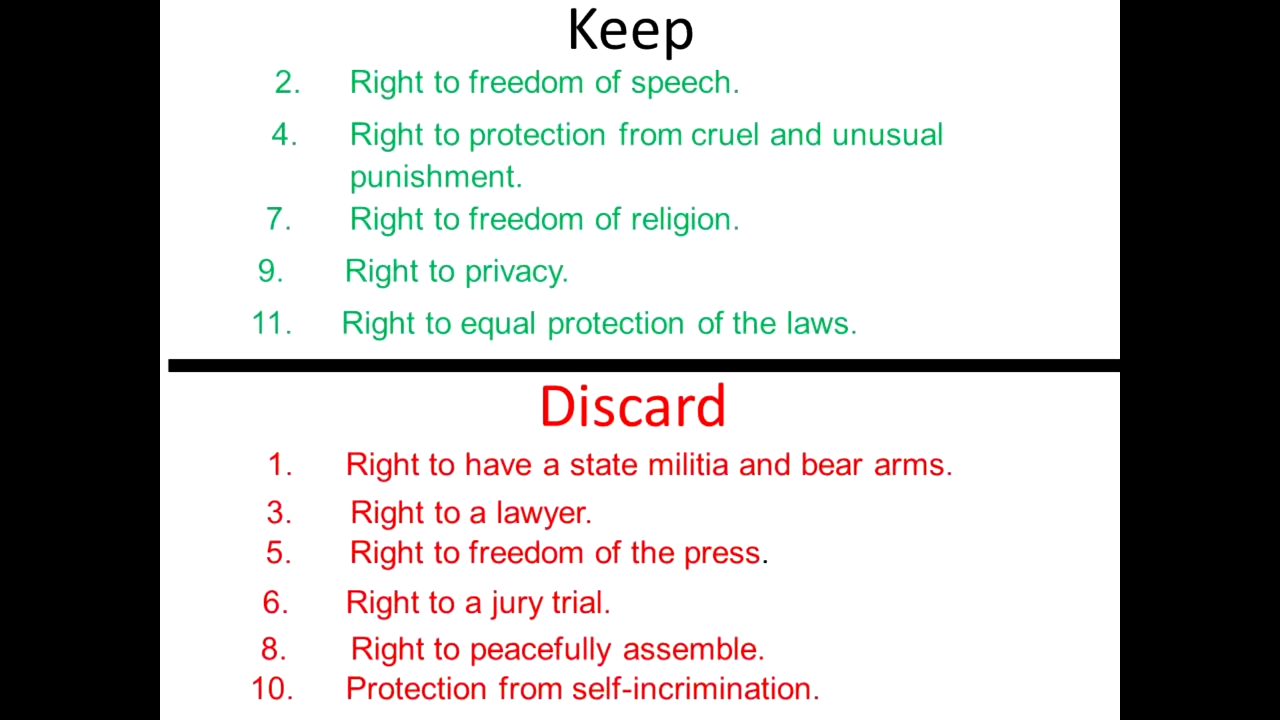 Keep
2. Right to freedom of speech.
4. Right to protection from cruel and unusual
punishment.
7. Right to freedom of religion.
9. Right to privacy.
11. Right to equal protection of the laws.
Discard
1. Right to have a state militia and bear arms.
3. Right to a lawyer.
5. Right to freedom of the press.
6. Right to a jury trial.
8. Right to peacefully assemble.
10. Protection from self-incrimination.